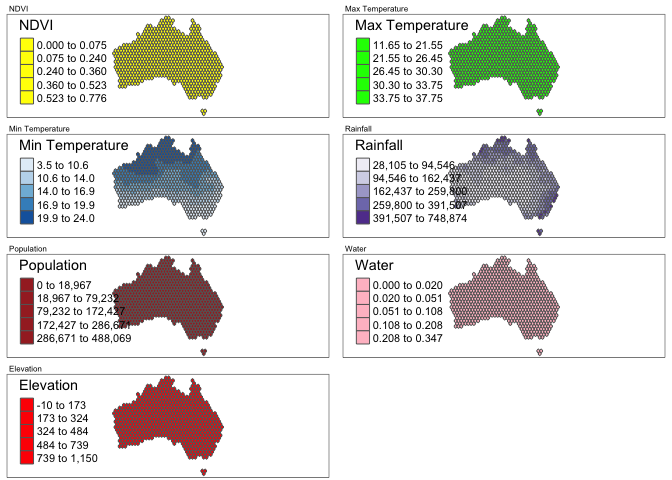 NDVI
NDVI
0.000 to 0.075
0.075 to 0.240
0.240 to 0.360
0.360 to 0.523
0.523 to 0.776
Max Temperature
Max Temperature
11.65 to 21.55
21.55 to 26.45
26.45 to 30.30
30.30 to 33.75
33.75 to 37.75
Min Temperature
Min Temperature
3.5 to 10.6
10.6 to 14.0
14.0 to 16.9
16.9 to 19.9
19.9 to 24.0
Rainfall
Rainfall
28,105 to 94,546
94,546 to 162,437
162,437 to 259,800
259,800 to 391,507
391,507 to 748,874
Population
Population
0 to 18,967
18,967 to 79,232
79,232 to 172,427
172,427 to 286,671
286,671 to 488,069
Water
Water
0.000 to 0.020
0.020 to 0.051
0.051 to 0.108
0.108 to 0.208
0.208 to 0.347
Elevation
Elevation
-10 to 173
173 to 324
324 to 484
484 to 739
739 to 1,150